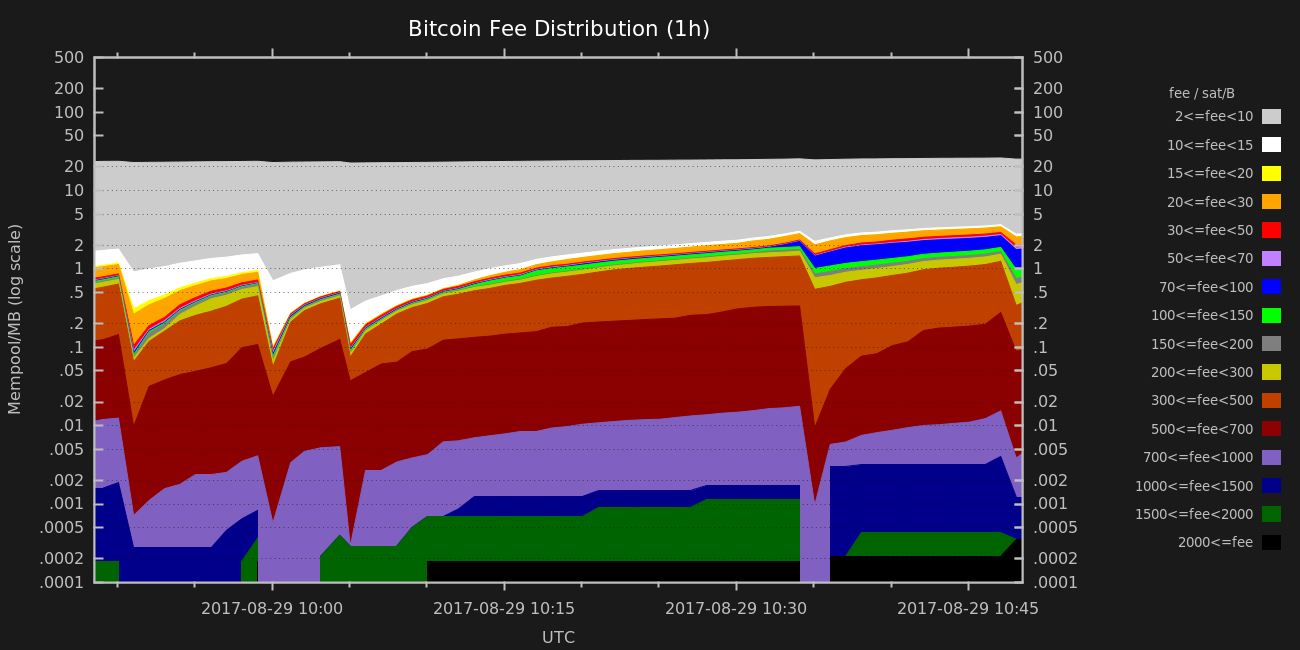 Bitcoin Fee Distribution (1h)
Mempool/MB (log scale)
500
200
100
50
20
10
5
2
1
.5
.2
.1
.05
.02
.01
.005
.002
.001
.0005
.0002
.0001
500
200
100
50
20
10
5
2
1
.5
.2
.1
.05
.02
.01
.005
.002
.001
.0005
.0002
.0001
2017-08-29 10:00
2017-08-29 10:15
2017-08-29 10:30
2017-08-29 10:45
UTC
fee / sat/B
2<=fee<10
10<=fee<15
15<=fee<20
20<=fee<30
30<=fee<50
50<=fee<70
70<=fee<100
100<=fee<150
150<=fee<200
200<=fee<300
300<=fee<500
500<=fee<700
700<=fee<1000
1000<=fee<1500
1500<=fee<2000
2000<=fee